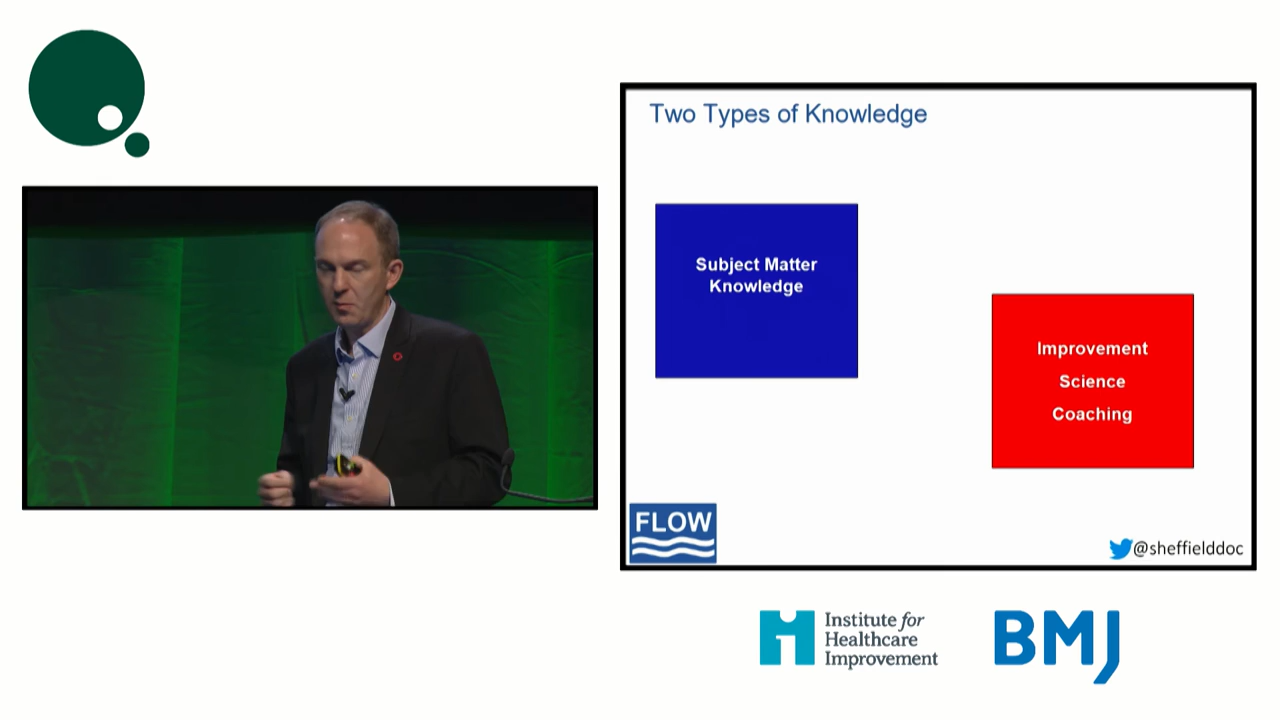 Two Types of Knowledge
Subject Matter
Knowledge
Improvement
Science
Coaching
FLOW
@sheffielddoc
Institute for
Healthcare
Improvement
BMJ